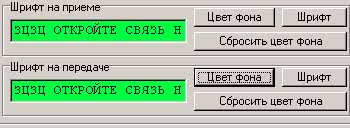 Шрифт на приеме
ЗЦЗЦ ОТКРОЙТЕ СВЯЗЬ Н
Цвет фона
Шрифт
Сбросить цвет фона
Шрифт на передаче
ЗЦЗЦ ОТКРОЙТЕ СВЯЗЬ Н
Цвет фона
Шрифт
Сбросить цвет фона